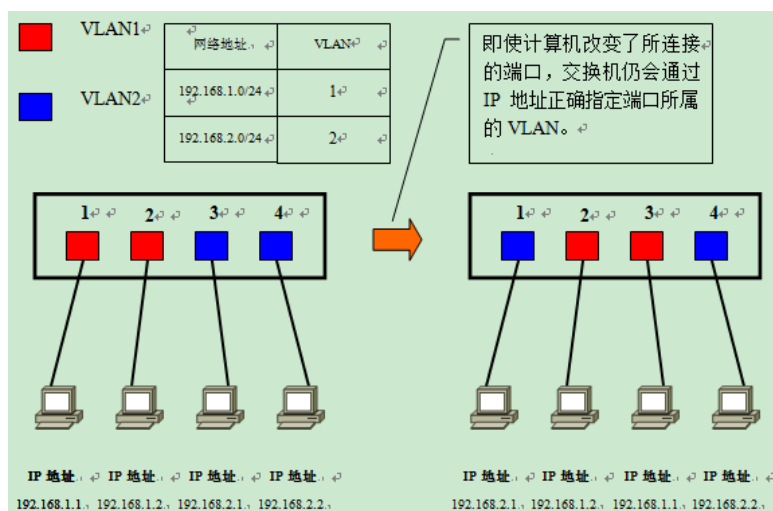 VLAN1
VLAN2
网络地址 VLAN
192.168.1.0/24 1
192.168.2.0/24 2
即使计算机改变了所连接
的端口，交换机仍会通过
IP 地址正确指定端口所属
的 VLAN。
1 2 3 4
1 2 3 4
IP 地址 IP 地址 IP 地址 IP 地址
192.168.1.1 192.168.1.2 192.168.2.1 192.168.2.2
IP 地址 IP 地址 IP 地址 IP 地址
192.168.2.1 192.168.1.2 192.168.1.1 192.168.2.2